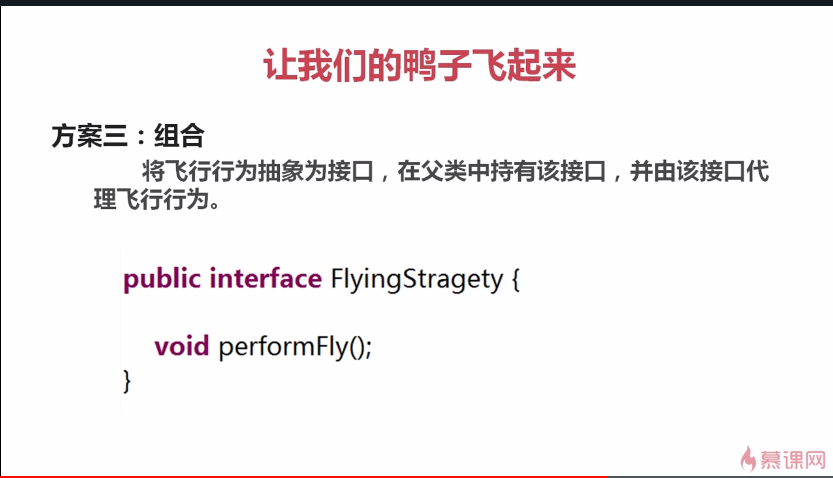 让我们的鸭子飞起来
方案三：组合
将飞行行为抽象为接口，在父类中持有该接口，并由该接口代
理飞行行为。
public interface FlyingStragety {
void performFly();
}
慕课网